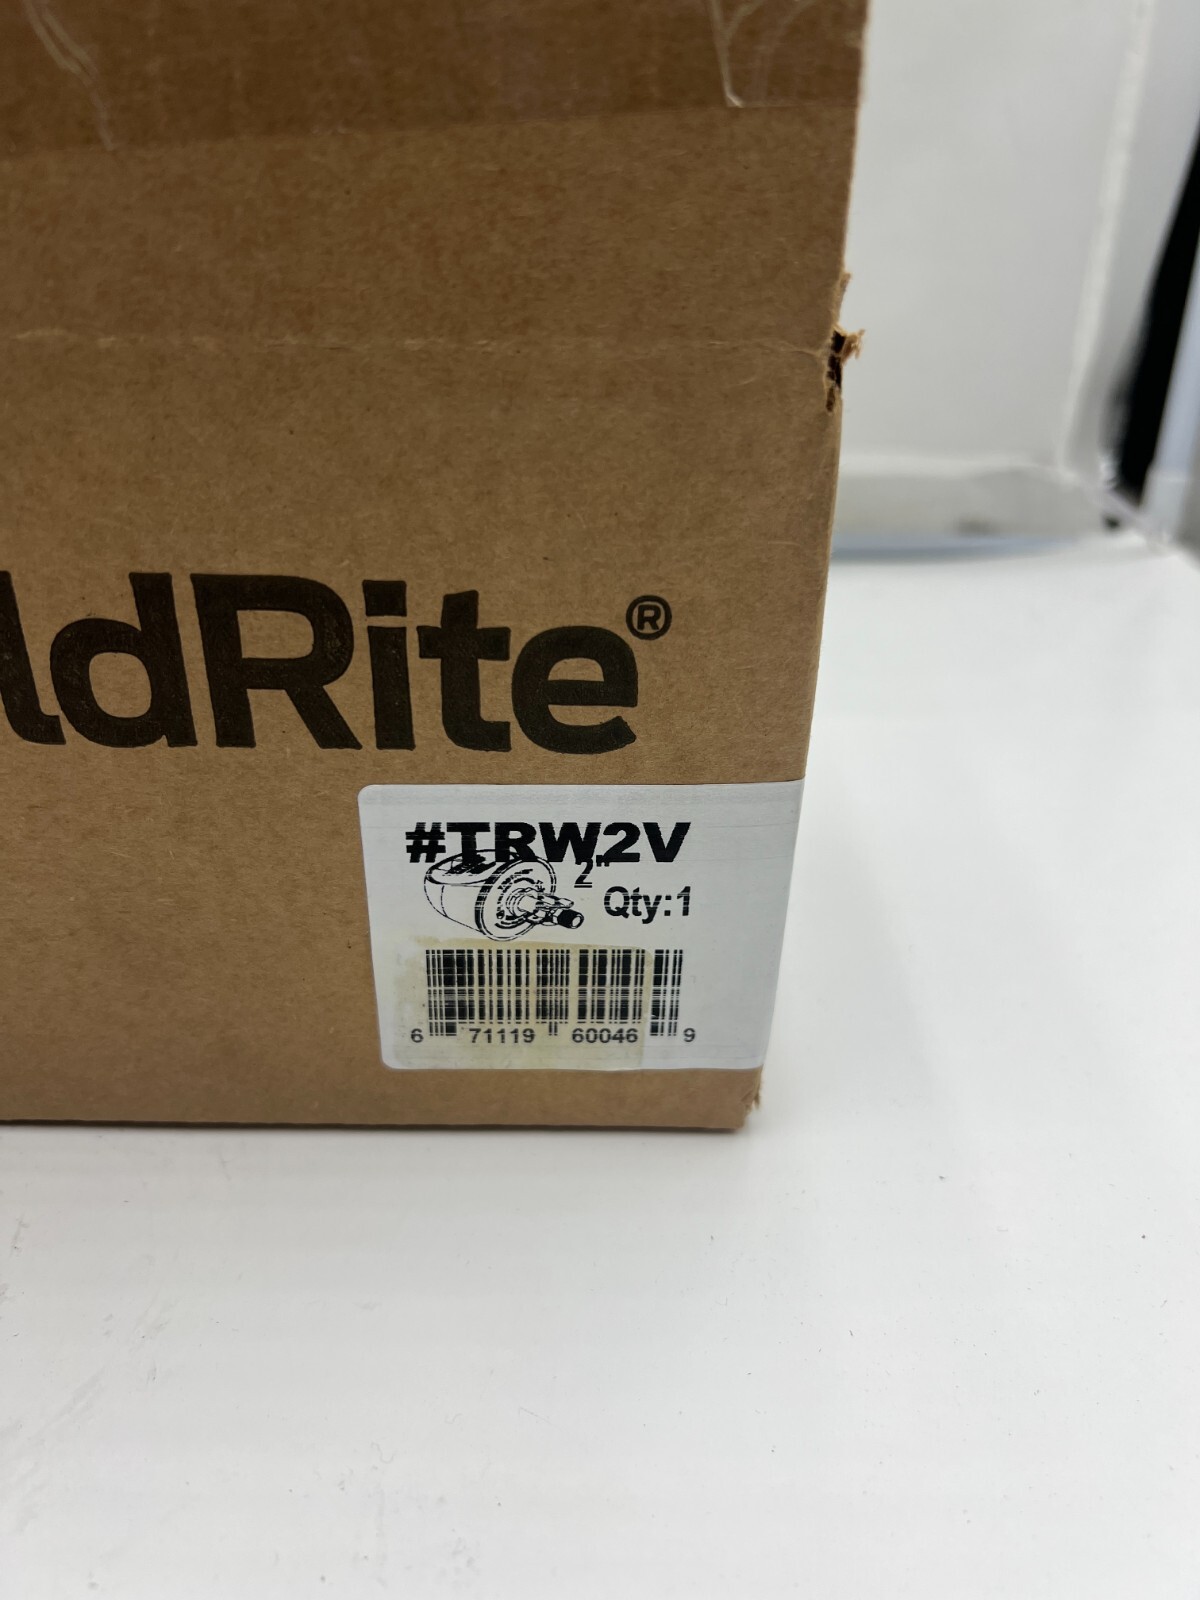 ldRite®
#TRW2V
2"
Qty:1
6 71119 60046 9